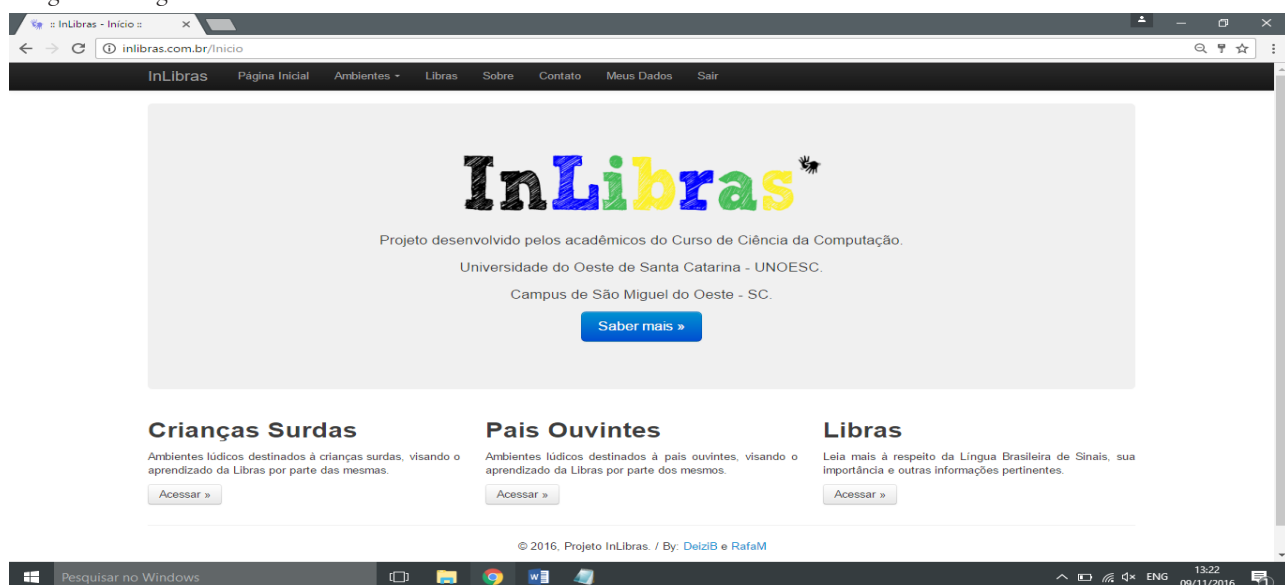 :: InLibras - Início ::
inlibras.com.br/Inicio
InLibras Página Inicial Ambientes Libras Sobre Contato Meus Dados Sair
InLibras
Projeto desenvolvido pelos acadêmicos do Curso de Ciência da Computação.
Universidade do Oeste de Santa Catarina - UNOESC.
Campus de São Miguel do Oeste - SC.
Saber mais »
Crianças Surdas
Ambientes lúdicos destinados à crianças surdas, visando o
aprendizado da Libras por parte das mesmas.
Acessar »
Pais Ouvintes
Ambientes lúdicos destinados à pais ouvintes, visando o
aprendizado da Libras por parte dos mesmos.
Acessar »
Libras
Leia mais à respeito da Língua Brasileira de Sinais, sua
importância e outras informações pertinentes.
Acessar »
© 2016, Projeto InLibras. / By: DeiziB e RafaM
Pesquisar no Windows
ENG
13:22
09/11/2016